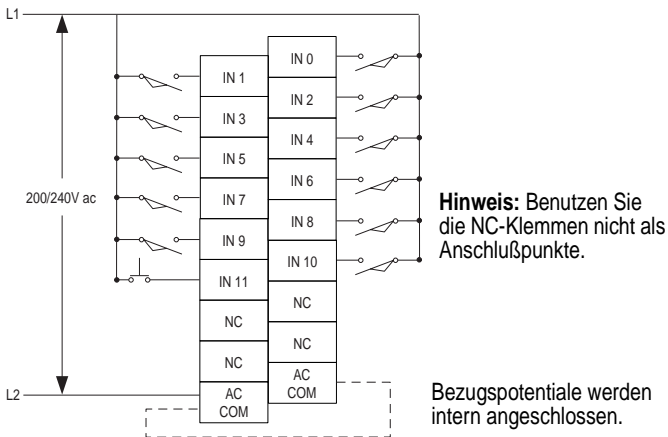 L1
IN 0
IN 1
IN 2
IN 3
IN 4
IN 5
IN 6
200/240V ac
IN 7
IN 8
IN 9
IN 10
IN 11
NC
NC
NC
NC
AC
COM
L2
AC
COM
Hinweis: Benutzen Sie
die NC-Klemmen nicht als
Anschlußpunkte.
Bezugspotentiale werden
intern angeschlossen.